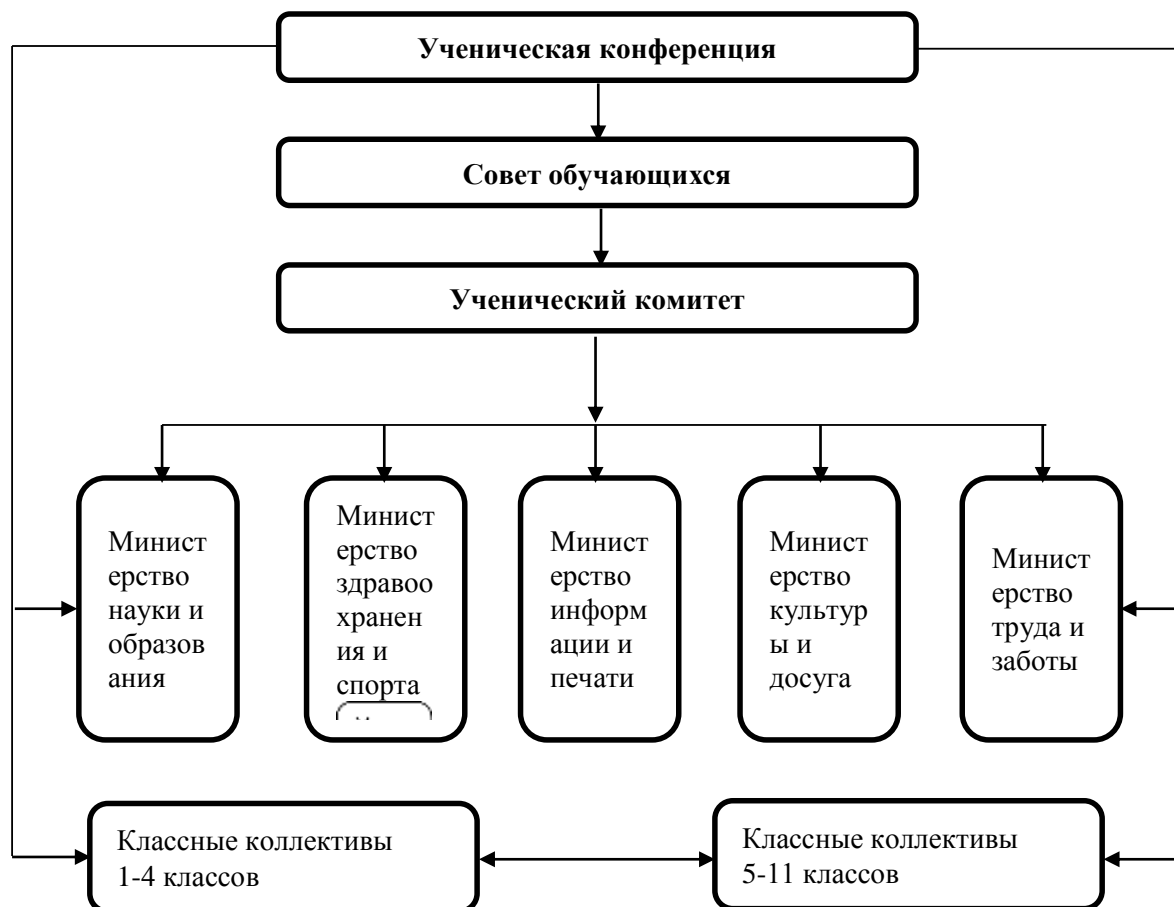 Ученическая конференция
Совет обучающихся
Ученический комитет
Минист
ерство
науки и
образов
ания
Минист
ерство
здравоо
хранен
ия и
спорта
Минист
ерство
информ
ации и
печати
Минист
ерство
культур
ы и
досуга
Минист
ерство
труда и
заботы
Классные коллективы
1-4 классов
Классные коллективы
5-11 классов